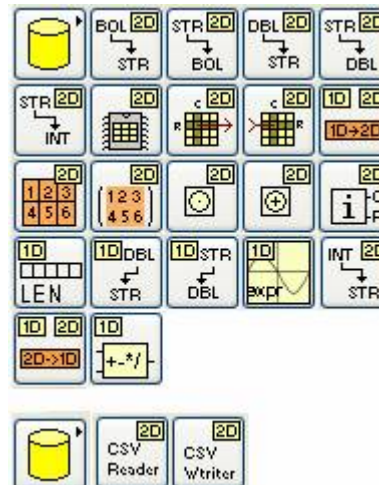 BOL 2D STR 2D DBL 2D STR 2D
STR BOL STR DBL
STR 2D 2D C 2D C 2D 1D 2D
INT R R 1D→2D
2D 2D 2D 2D 2D
1 2 3 1 2 3 i
4 5 6 4 5 6
1D 1D DBL 1D STR 1D INT 2D
LEN STR DBL expr STR
1D 2D 1D
2D->1D +-*/
2D 2D
CSV CSV
Reader Wtriter